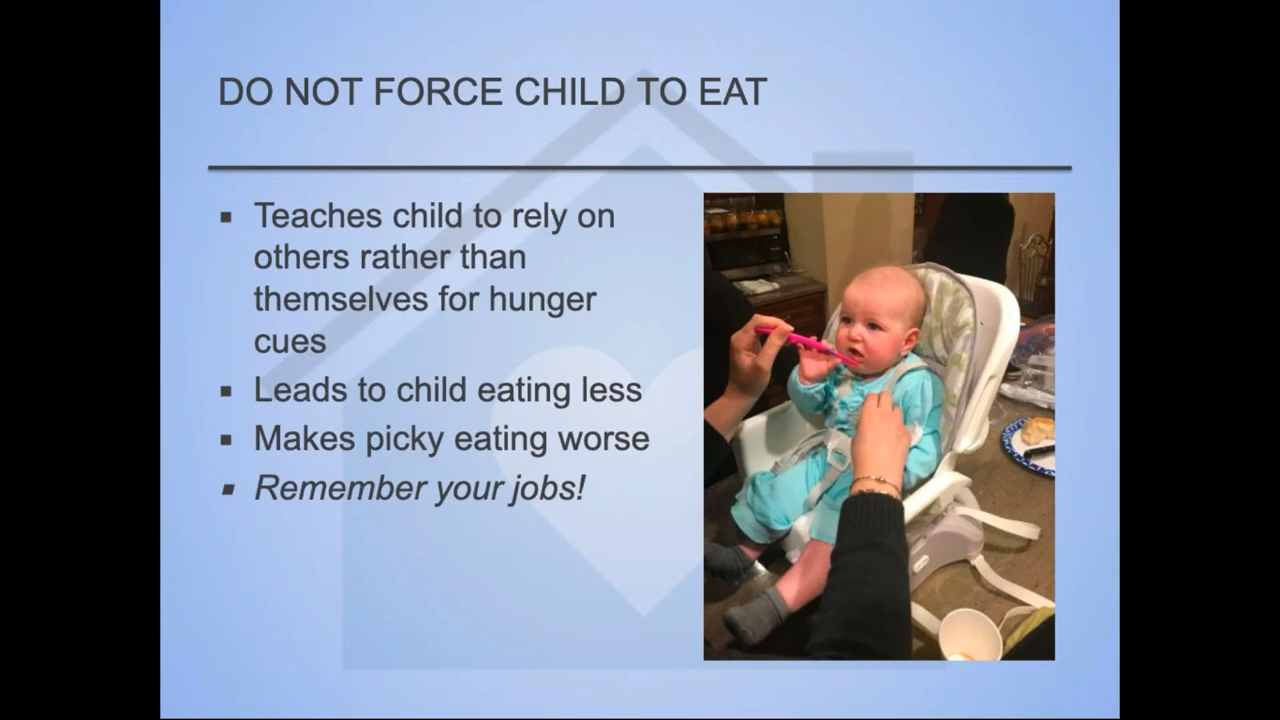 DO NOT FORCE CHILD TO EAT
Teaches child to rely on
others rather than
themselves for hunger
cues
Leads to child eating less
Makes picky eating worse
Remember your jobs!